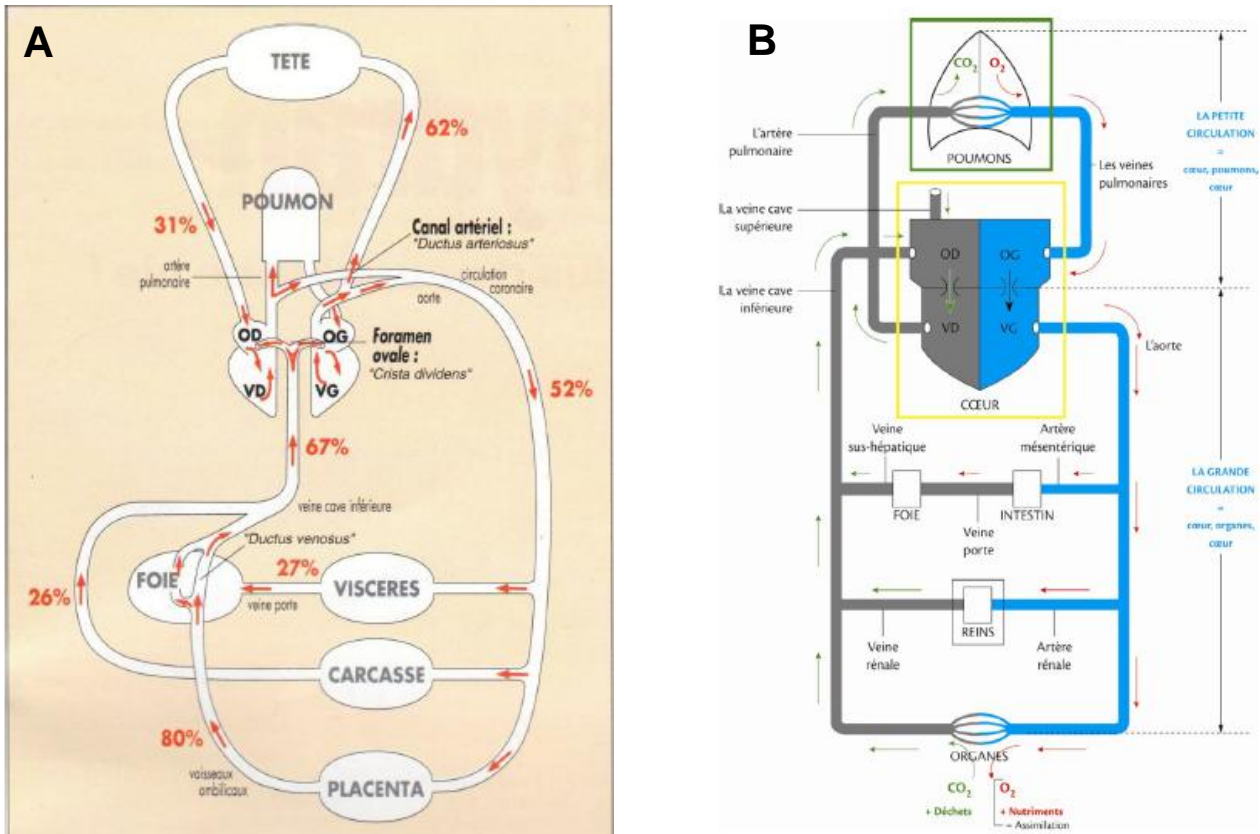 A
TETE
62%
POUMON
31%
Canal artériel :
"Ductus arteriosus"
artère
pulmonaire
circulation
coronaire
aorte
OD
OG
Foramen
ovale :
"Crista dividens"
VD
VG
52%
67%
veine cave inférieure
"Ductus venosus"
FOIE
27%
VISCERES
26%
veine porte
CARCASSE
80%
vaisseaux
ombilicaux
PLACENTA
B
CO2
O2
L'artère
pulmonaire
POUMONS
Les veines
pulmonaires
LA PETITE
CIRCULATION
=
cœur, poumons,
cœur
La veine cave
supérieure
OD
OG
La veine cave
inférieure
VD
VG
L'aorte
CŒUR
Veine
sus-hépatique
Artère
mésentérique
FOIE
INTESTIN
Veine
porte
LA GRANDE
CIRCULATION
=
cœur, organes,
cœur
REINS
Veine
rénale
Artère
rénale
ORGANES
CO2
O2
+ Déchets
+ Nutriments
= Assimilation